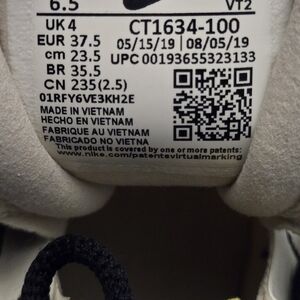 6.5 VT2
UK 4 CT1634-100
EUR 37.5 05/15/19 08/05/19
cm 23.5 UPC 00193655323133
BR 35.5
CN 235(2.5)
01RFY6VE3KH2E
MADE IN VIETNAM
HECHO EN VIETNAM
FABRIQUE AU VIETNAM
FABRICADO NO VIETNA
This product is covered by one or more patents.
www.nike.com/patentsvirtualmarking